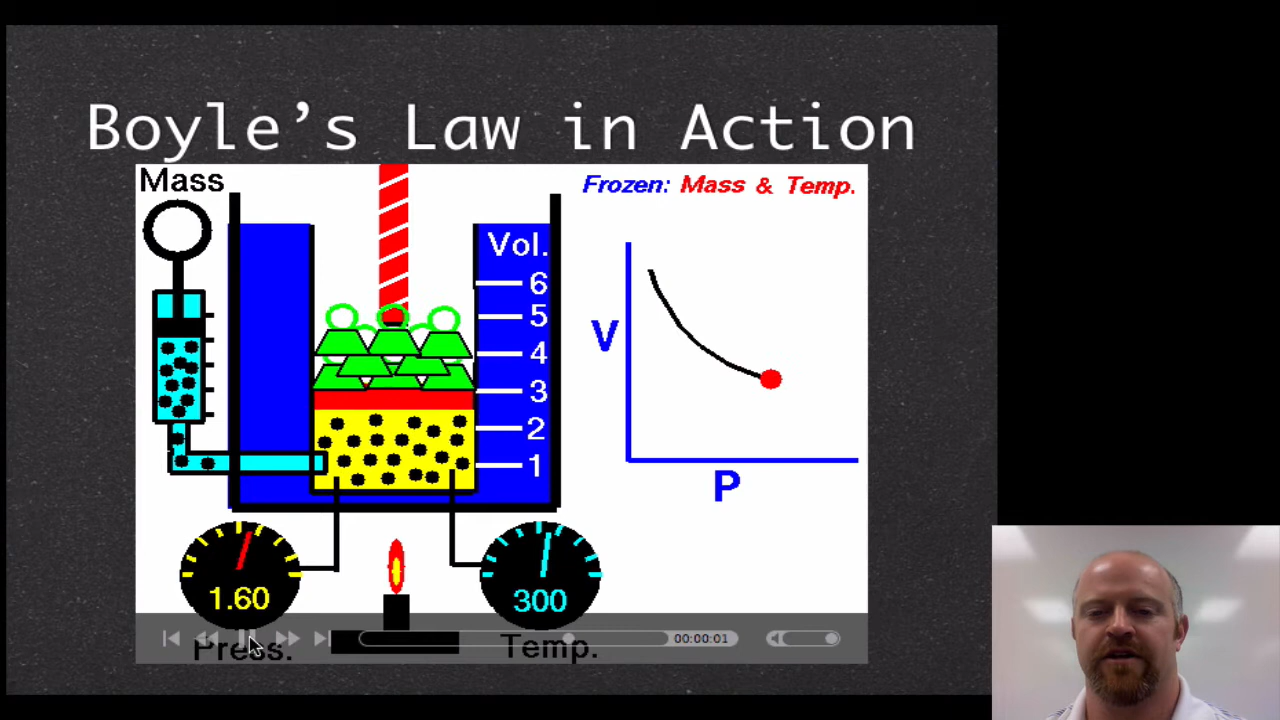 Boyle’s Law in Action
Mass
Frozen: Mass & Temp.
Vol.
6
5
4
3
2
1
V
P
1.60
300
00:00:01
Press.
Temp.